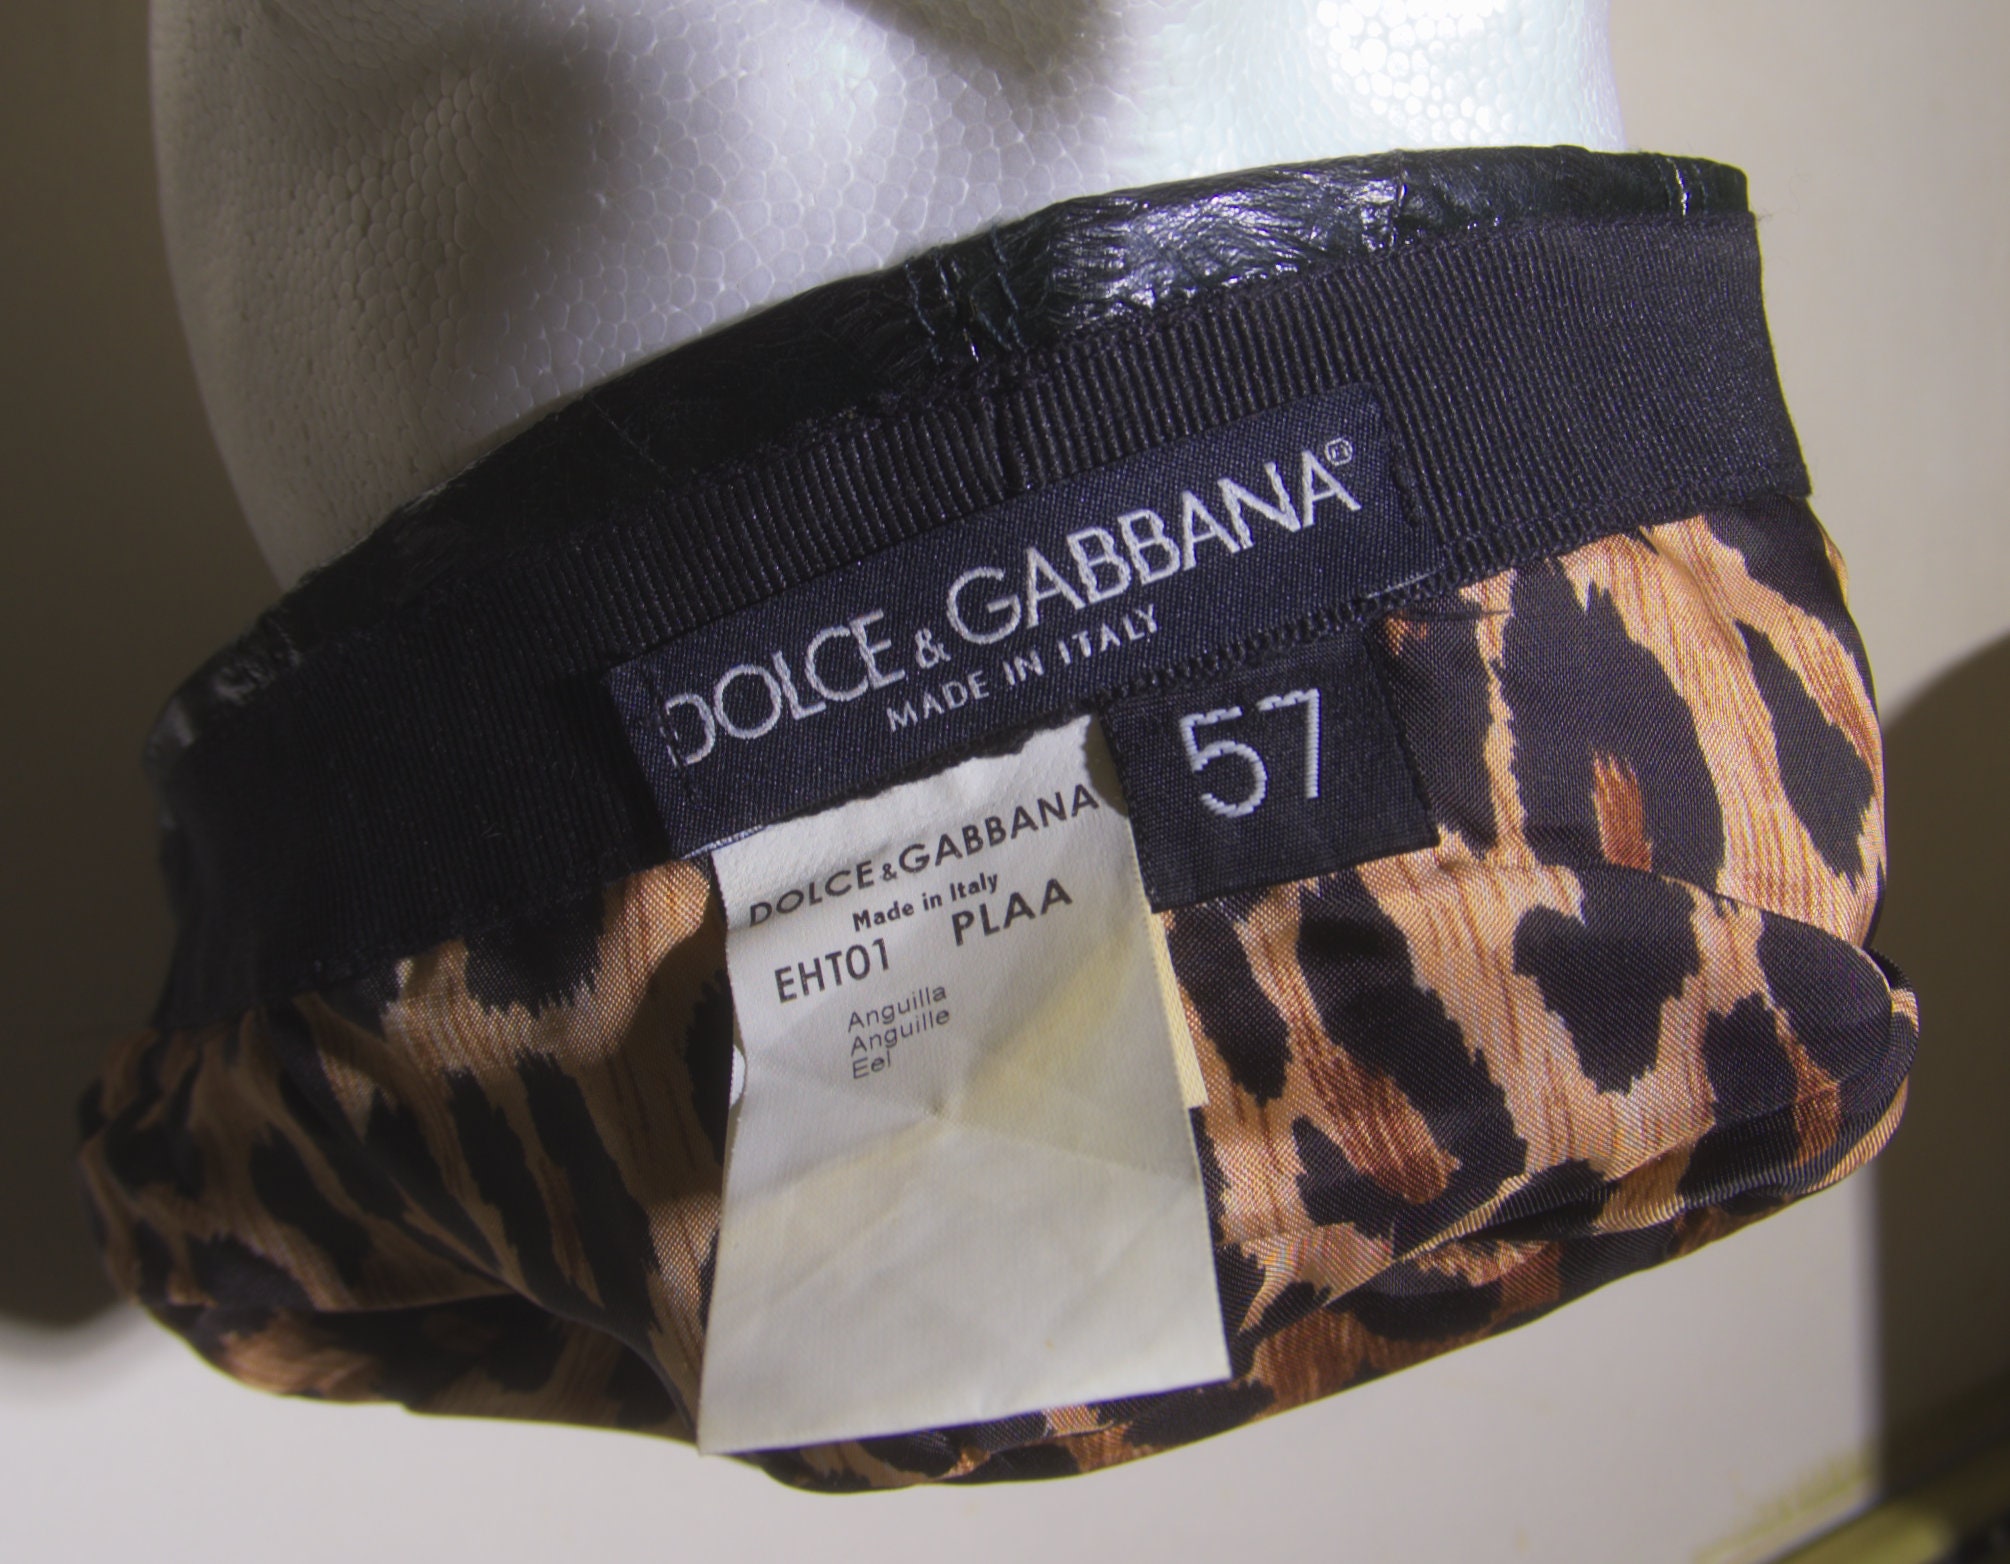 DOLCE & GABBANA®
MADE IN ITALY
57
DOLCE & GABBANA
Made in Italy
EHT01 PLAA
Anguilla
Anguille
Eel